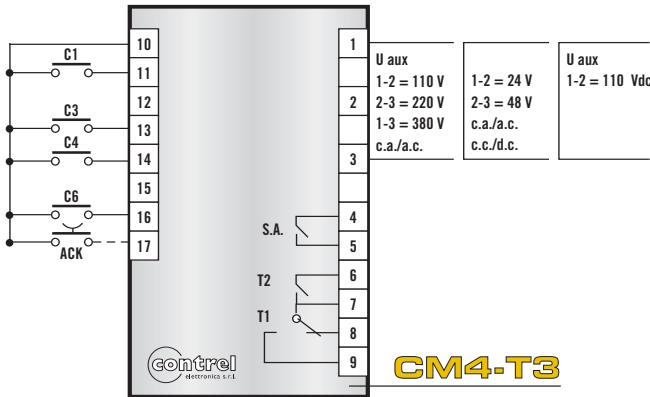 10
C1
11
12
C3
13
C4
14
15
C6
16
ACK
17
1
2
3
4
5
6
7
8
9
S.A.
T2
T1
U aux
1-2 = 110 V
2-3 = 220 V
1-3 = 380 V
c.a./a.c.
1-2 = 24 V
2-3 = 48 V
c.a./a.c.
c.c./d.c.
U aux
1-2 = 110 Vdc
contrel
elettronica s.r.l.
CM4-T3